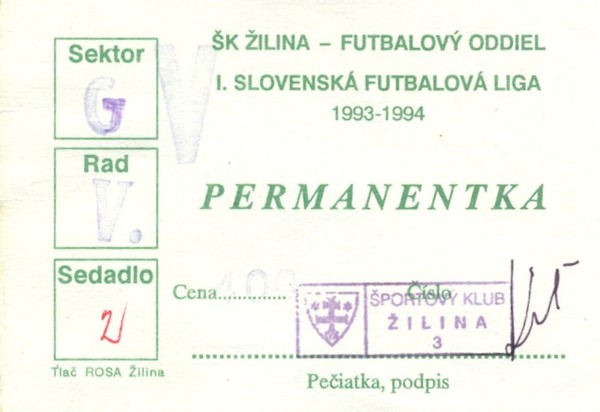 ŠK ŽILINA – FUTBALOVÝ ODDIEL
I. SLOVENSKÁ FUTBALOVÁ LIGA
1993-1994
Sektor
G V
Rad
V.
PERMANENTKA
Sedadlo
2
Cena..............
Číslo
ŠPORTOVÝ KLUB
ŽILINA
3
Pečiatka, podpis
Tlač ROSA Žilina